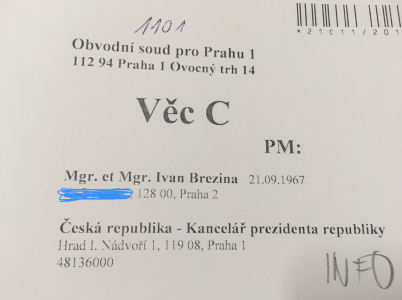 1101
Obvodní soud pro Prahu 1
112 94 Praha 1 Ovocný trh 14
*21C11/201
Věc C
PM:
Mgr. et Mgr. Ivan Brezina 21.09.1967
, 128 00, Praha 2
Česká republika - Kancelář prezidenta republiky
Hrad I. Nádvoří 1, 119 08, Praha 1
48136000
INFO